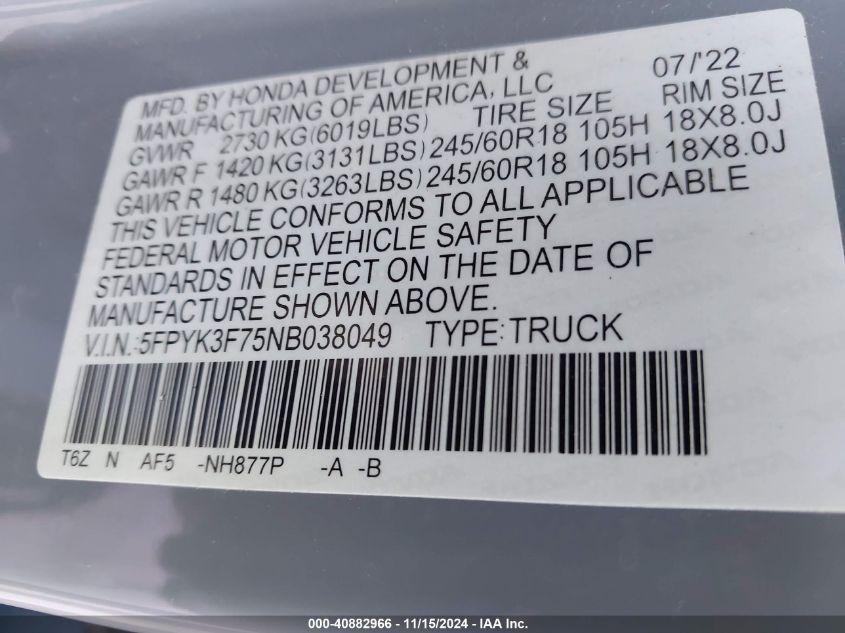 MFD. BY HONDA DEVELOPMENT & 07/'22
MANUFACTURING OF AMERICA, LLC
GVWR 2730 KG(6019LBS) TIRE SIZE RIM SIZE
GAWR F 1420 KG(3131LBS) 245/60R18 105H 18X8.0J
GAWR R 1480 KG(3263LBS) 245/60R18 105H 18X8.0J
THIS VEHICLE CONFORMS TO ALL APPLICABLE
FEDERAL MOTOR VEHICLE SAFETY
STANDARDS IN EFFECT ON THE DATE OF
MANUFACTURE SHOWN ABOVE.
V.I.N.:5FPYK3F75NB038049 TYPE:TRUCK
T6Z N AF5 -NH877P -A -B
000-40882966 - 11/15/2024 - IAA Inc.